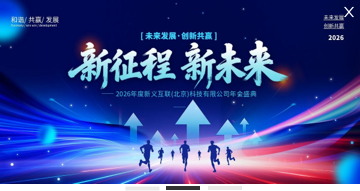 和谐/ 共赢/ 发展
[ 未来发展·创新共赢 ]
未来发展
创新共赢
2026
新征程 新未来
2026年度新义互联(北京)科技有限公司年会盛典